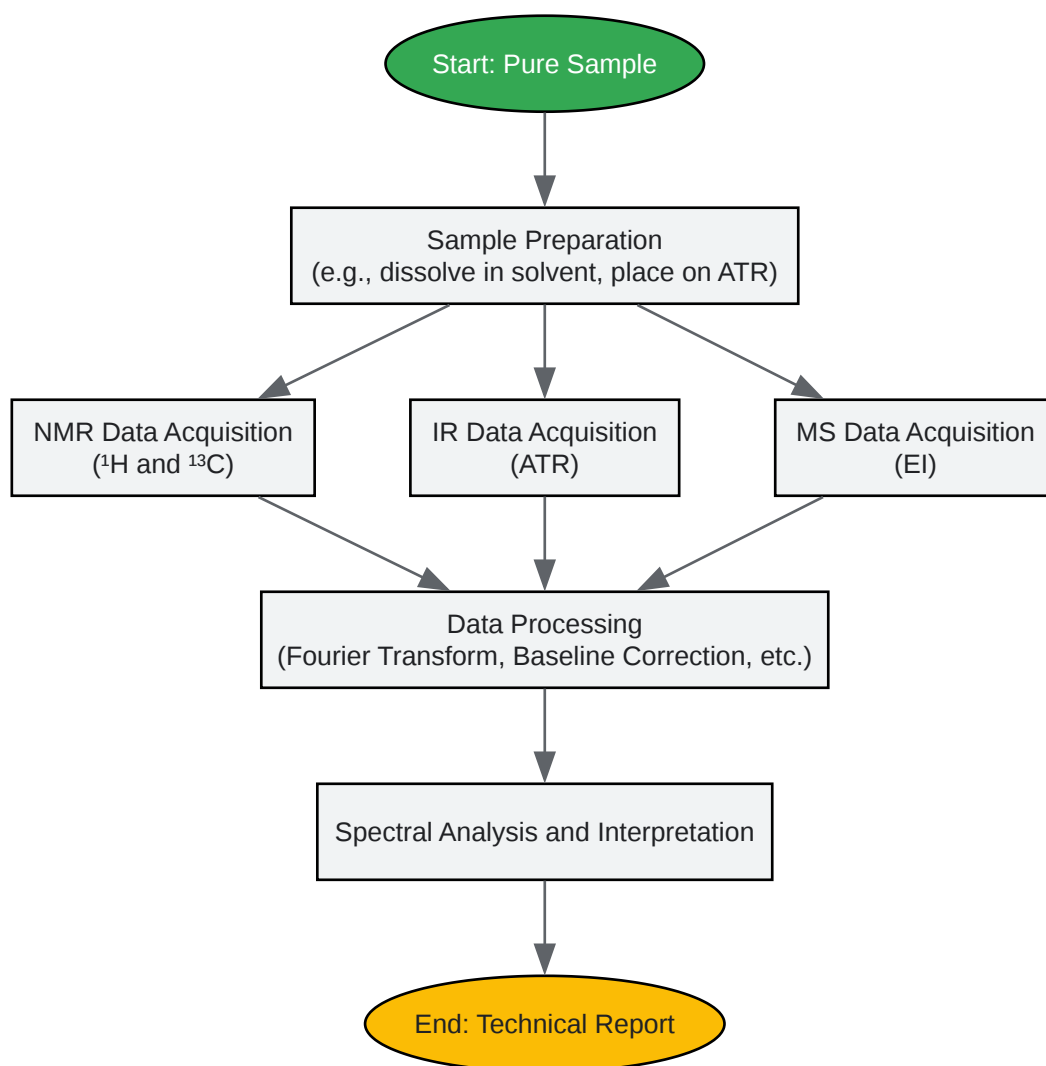 Start: Pure Sample
Sample Preparation
(e.g., dissolve in solvent, place on ATR)
NMR Data Acquisition
(¹H and ¹³C)
IR Data Acquisition
(ATR)
MS Data Acquisition
(EI)
Data Processing
(Fourier Transform, Baseline Correction, etc.)
Spectral Analysis and Interpretation
End: Technical Report